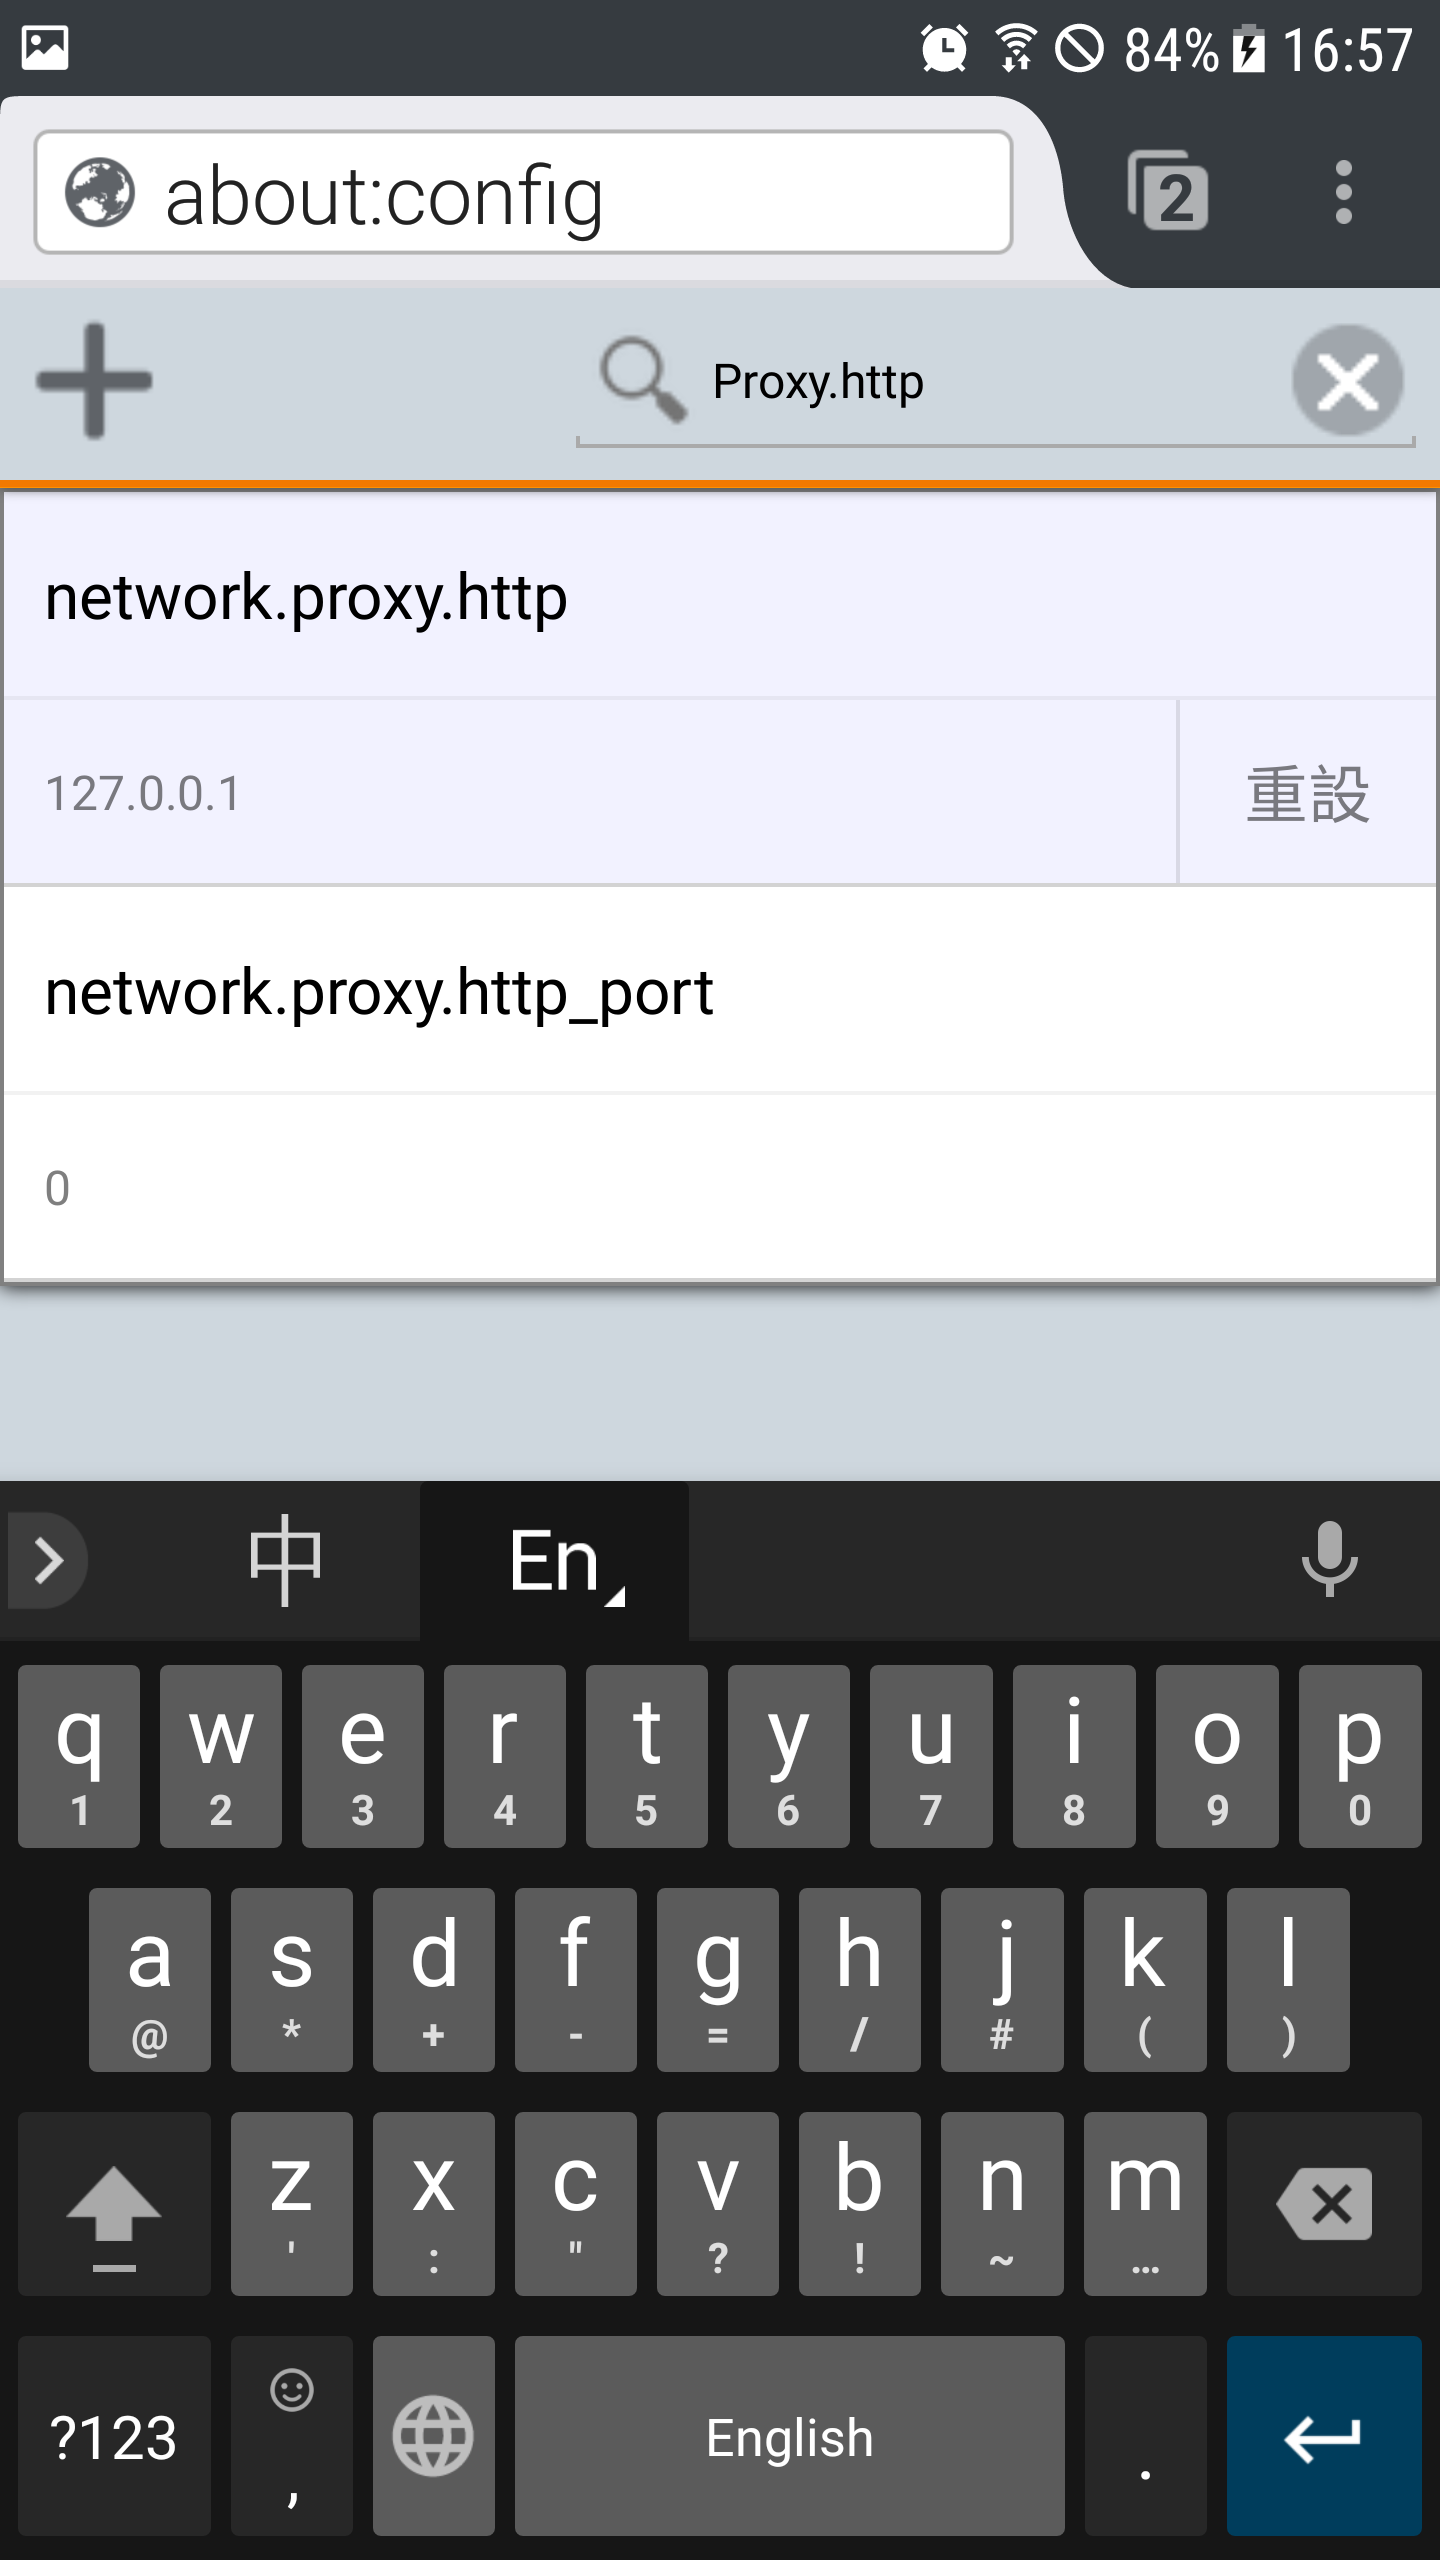 84% 16:57
about:config
2
Proxy.http
network.proxy.http
127.0.0.1
重設
network.proxy.http_port
0
中 En
q w e r t y u i o p
1 2 3 4 5 6 7 8 9 0
a s d f g h j k l
@ * + - = / # ( )
z x c v b n m
' : " ? ! ~ …
?123 , English .